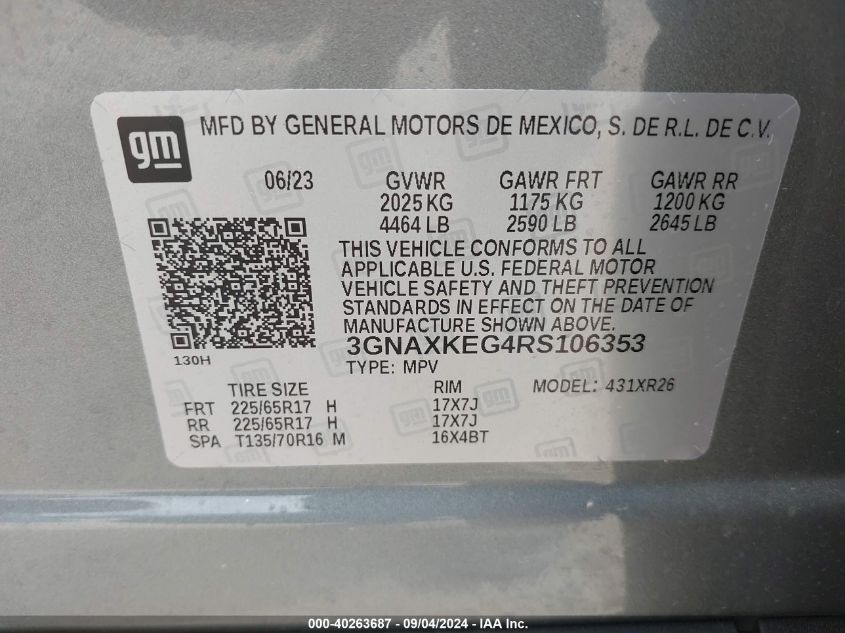 gm MFD BY GENERAL MOTORS DE MEXICO, S. DE R.L. DE C.V.
06/23 GVWR GAWR FRT GAWR RR
2025 KG 1175 KG 1200 KG
4464 LB 2590 LB 2645 LB
THIS VEHICLE CONFORMS TO ALL
APPLICABLE U.S. FEDERAL MOTOR
VEHICLE SAFETY AND THEFT PREVENTION
STANDARDS IN EFFECT ON THE DATE OF
MANUFACTURE SHOWN ABOVE.
130H 3GNAXKEG4RS106353
TYPE: MPV
TIRE SIZE RIM MODEL: 431XR26
FRT 225/65R17 H 17X7J
RR 225/65R17 H 17X7J
SPA T135/70R16 M 16X4BT
000-40263687 - 09/04/2024 - IAA Inc.